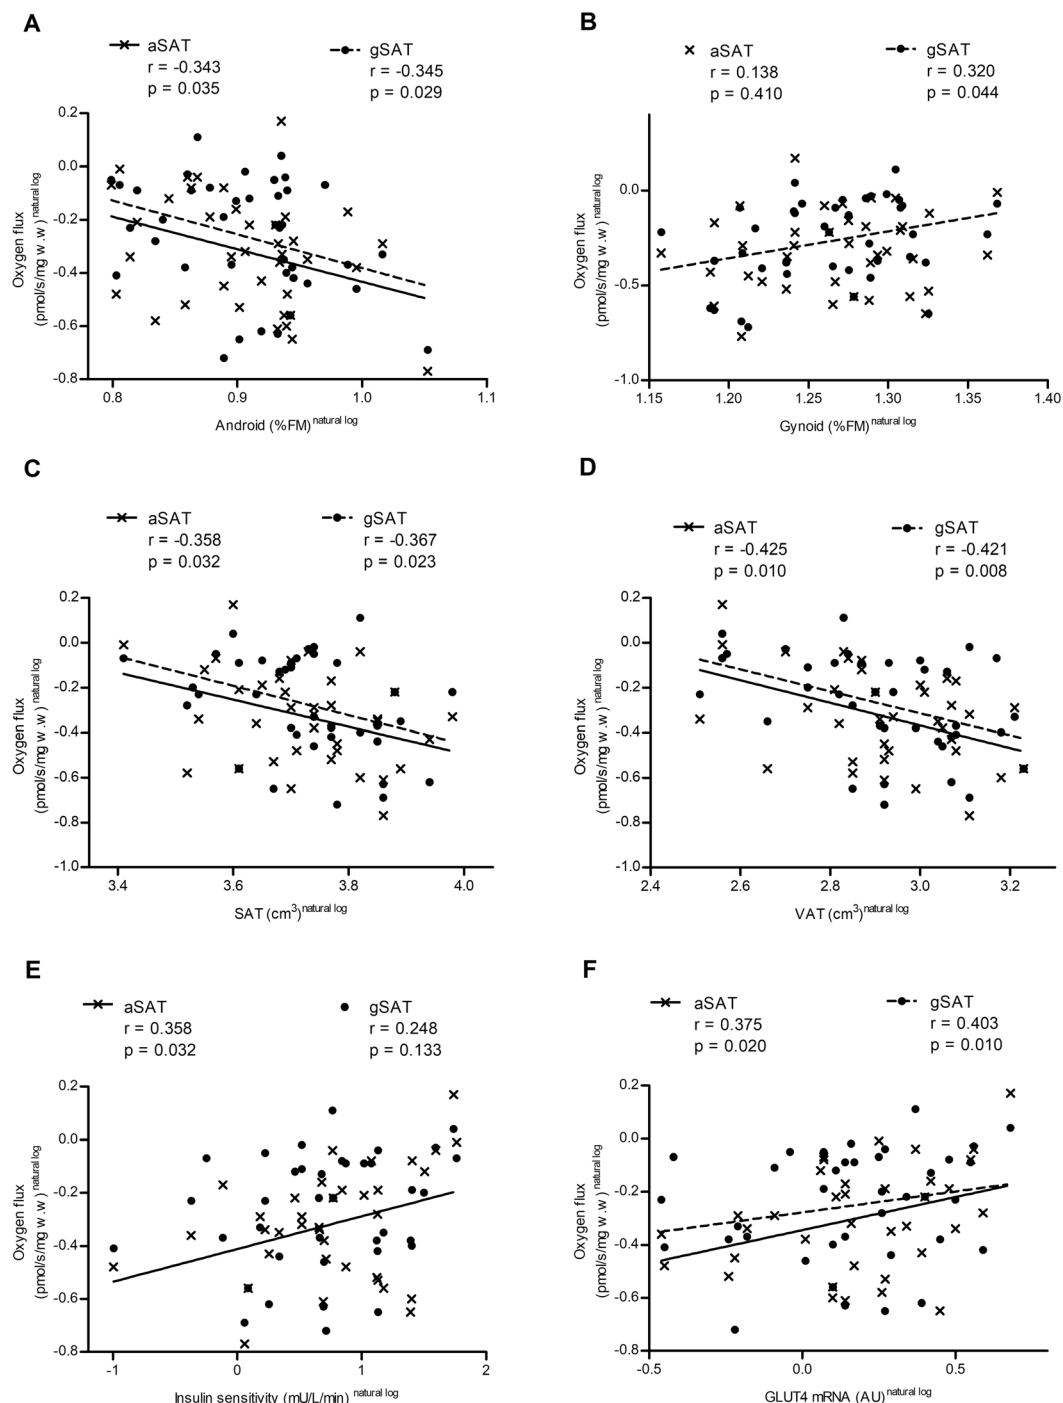 A
aSAT
r = -0.343
p = 0.035
gSAT
r = -0.345
p = 0.029
0.2
0.0
-0.2
-0.4
-0.6
-0.8
0.8
0.9
1.0
1.1
Oxygen flux
(pmol/s/mg w .w ) natural log
Android (%FM) natural log
B
aSAT
r = 0.138
p = 0.410
gSAT
r = 0.320
p = 0.044
0.0
-0.5
-1.0
1.15
1.20
1.25
1.30
1.35
1.40
Oxygen flux
(pmol/s/mg w .w ) natural log
Gynoid (%FM) natural log
C
aSAT
r = -0.358
p = 0.032
gSAT
r = -0.367
p = 0.023
0.2
0.0
-0.2
-0.4
-0.6
-0.8
-1.0
3.4
3.6
3.8
4.0
Oxygen flux
(pmol/s/mg w .w ) natural log
SAT (cm³) natural log
D
aSAT
r = -0.425
p = 0.010
gSAT
r = -0.421
p = 0.008
0.2
0.0
-0.2
-0.4
-0.6
-0.8
-1.0
2.4
2.6
2.8
3.0
3.2
Oxygen flux
(pmol/s/mg w .w ) natural log
VAT (cm³) natural log
E
aSAT
r = 0.358
p = 0.032
gSAT
r = 0.248
p = 0.133
0.2
0.0
-0.2
-0.4
-0.6
-0.8
-1
0
1
2
Oxygen flux
(pmol/s/mg w .w ) natural log
Insulin sensitivity (mU/L/min) natural log
F
aSAT
r = 0.375
p = 0.020
gSAT
r = 0.403
p = 0.010
0.2
0.0
-0.2
-0.4
-0.6
-0.8
-0.5
0.0
0.5
Oxygen flux
(pmol/s/mg w .w ) natural log
GLUT4 mRNA (AU) natural log